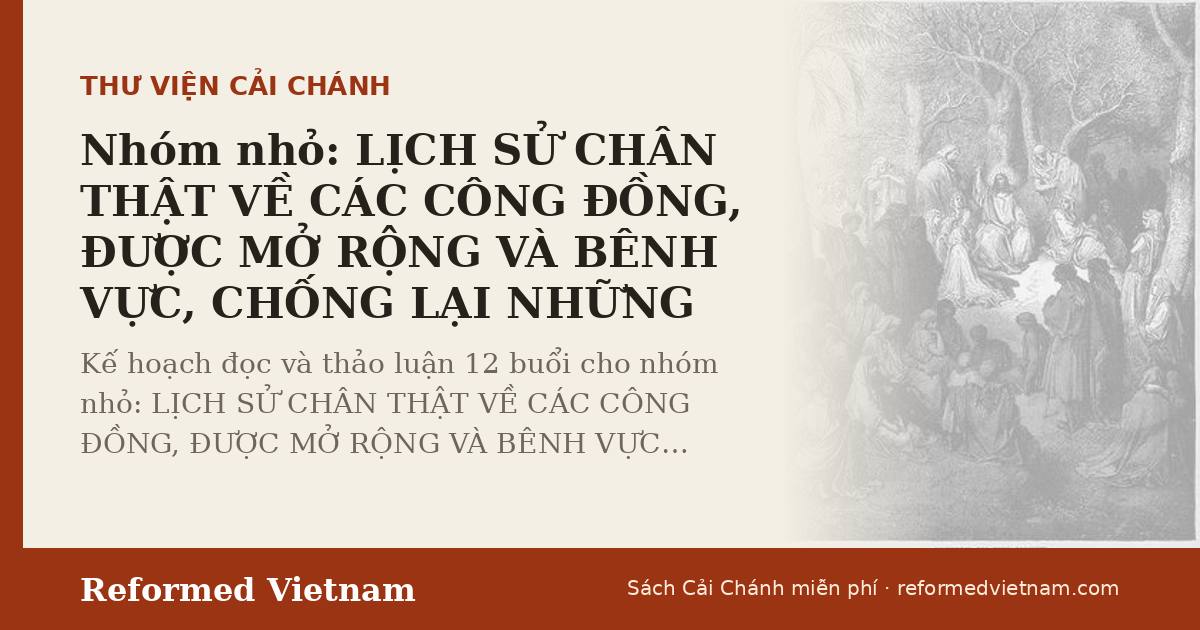 THƯ VIỆN CẢI CHÁNH
Nhóm nhỏ: LỊCH SỬ CHÂN
THẬT VỀ CÁC CÔNG ĐỒNG,
ĐƯỢC MỞ RỘNG VÀ BÊNH
VỰC, CHỐNG LẠI NHỮNG
Kế hoạch đọc và thảo luận 12 buổi cho nhóm
nhỏ: LỊCH SỬ CHÂN THẬT VỀ CÁC CÔNG
ĐỒNG, ĐƯỢC MỞ RỘNG VÀ BÊNH VỰC…
Reformed Vietnam
Sách Cải Chánh miễn phí · reformedvietnam.com